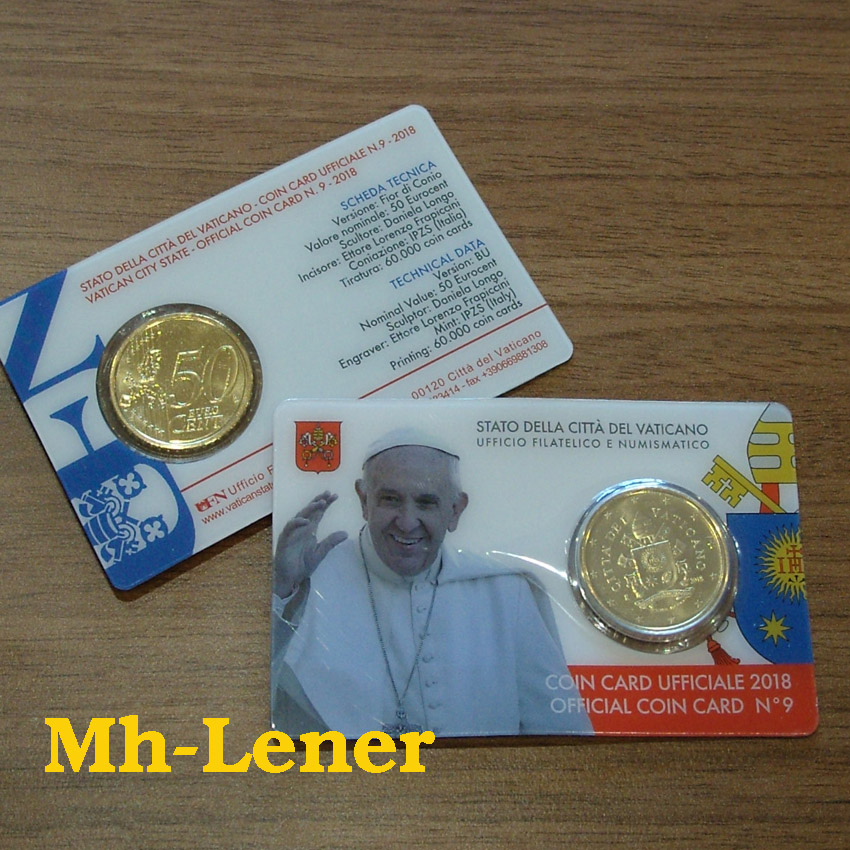 STATO DELLA CITTÀ DEL VATICANO - COIN CARD UFFICIALE N.9 - 2018
VATICAN CITY STATE - OFFICIAL COIN CARD N. 9 - 2018
SCHEDA TECNICA
Versione: Fior di Conio
Valore nominale: 50 Eurocent
Scultore: Daniela Longo
Incisore: Ettore Lorenzo Frapiccini
Coniazione: IPZS (Italia)
Tiratura: 60.000 coin cards
TECHNICAL DATA
Version: BU
Nominal Value: 50 Eurocent
Sculptor: Daniela Longo
Engraver: Ettore Lorenzo Frapiccini
Mint: IPZS (Italy)
Printing: 60.000 coin cards
50
EURO
CENT
00120 Città del Vaticano
23414 - fax +390669881308
UFN Ufficio F
www.vaticanstat
STATO DELLA CITTÀ DEL VATICANO
UFFICIO FILATELICO E NUMISMATICO
CITTÀ DEL VATICANO
IHS
COIN CARD UFFICIALE 2018
OFFICIAL COIN CARD N°9
Mh-Lener